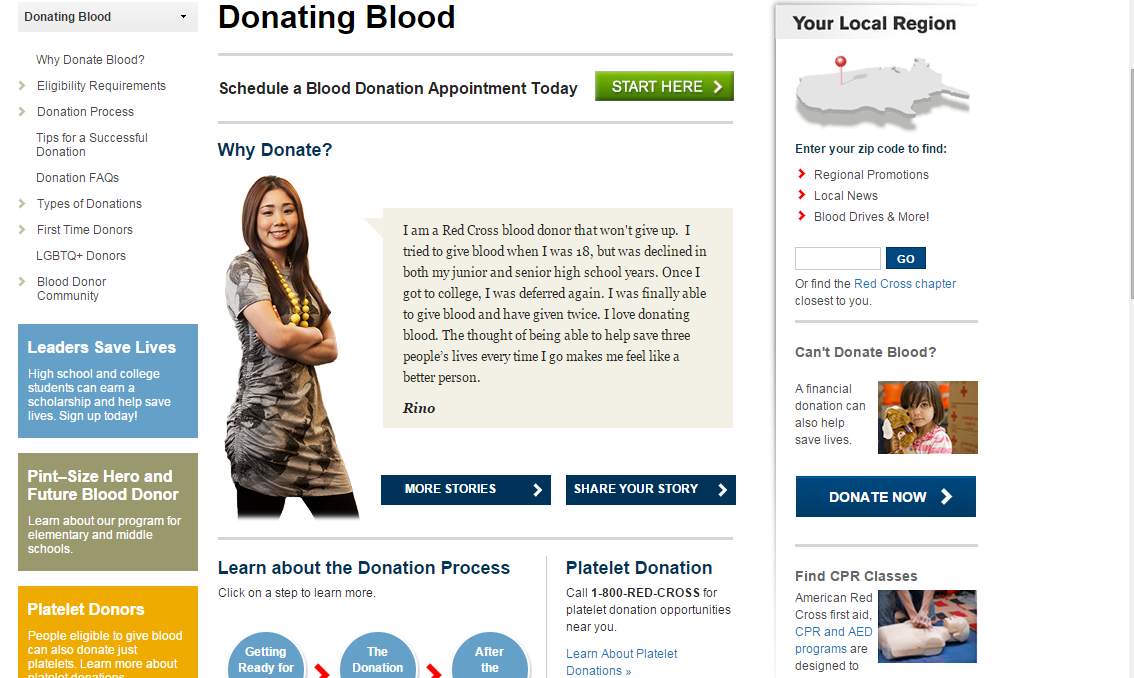 Donating Blood
Why Donate Blood?
Eligibility Requirements
Donation Process
Tips for a Successful
Donation
Donation FAQs
Types of Donations
First Time Donors
LGBTQ+ Donors
Blood Donor
Community
Leaders Save Lives
High school and college
students can earn a
scholarship and help save
lives. Sign up today!
Pint–Size Hero and
Future Blood Donor
Learn about our program for
elementary and middle
schools.
Platelet Donors
People eligible to give blood
can also donate just
platelets. Learn more about
platelet donations.
Donating Blood
Schedule a Blood Donation Appointment Today
START HERE
Why Donate?
I am a Red Cross blood donor that won't give up. I
tried to give blood when I was 18, but was declined in
both my junior and senior high school years. Once I
got to college, I was deferred again. I was finally able
to give blood and have given twice. I love donating
blood. The thought of being able to help save three
people's lives every time I go makes me feel like a
better person.
Rino
MORE STORIES
SHARE YOUR STORY
Learn about the Donation Process
Click on a step to learn more.
Getting
Ready for
The
Donation
After
the
Platelet Donation
Call 1-800-RED-CROSS for
platelet donation opportunities
near you.
Learn About Platelet
Donations »
Your Local Region
Enter your zip code to find:
Regional Promotions
Local News
Blood Drives & More!
GO
Or find the Red Cross chapter
closest to you.
Can't Donate Blood?
A financial
donation can
also help
save lives.
DONATE NOW
Find CPR Classes
American Red
Cross first aid,
CPR and AED
programs are
designed to